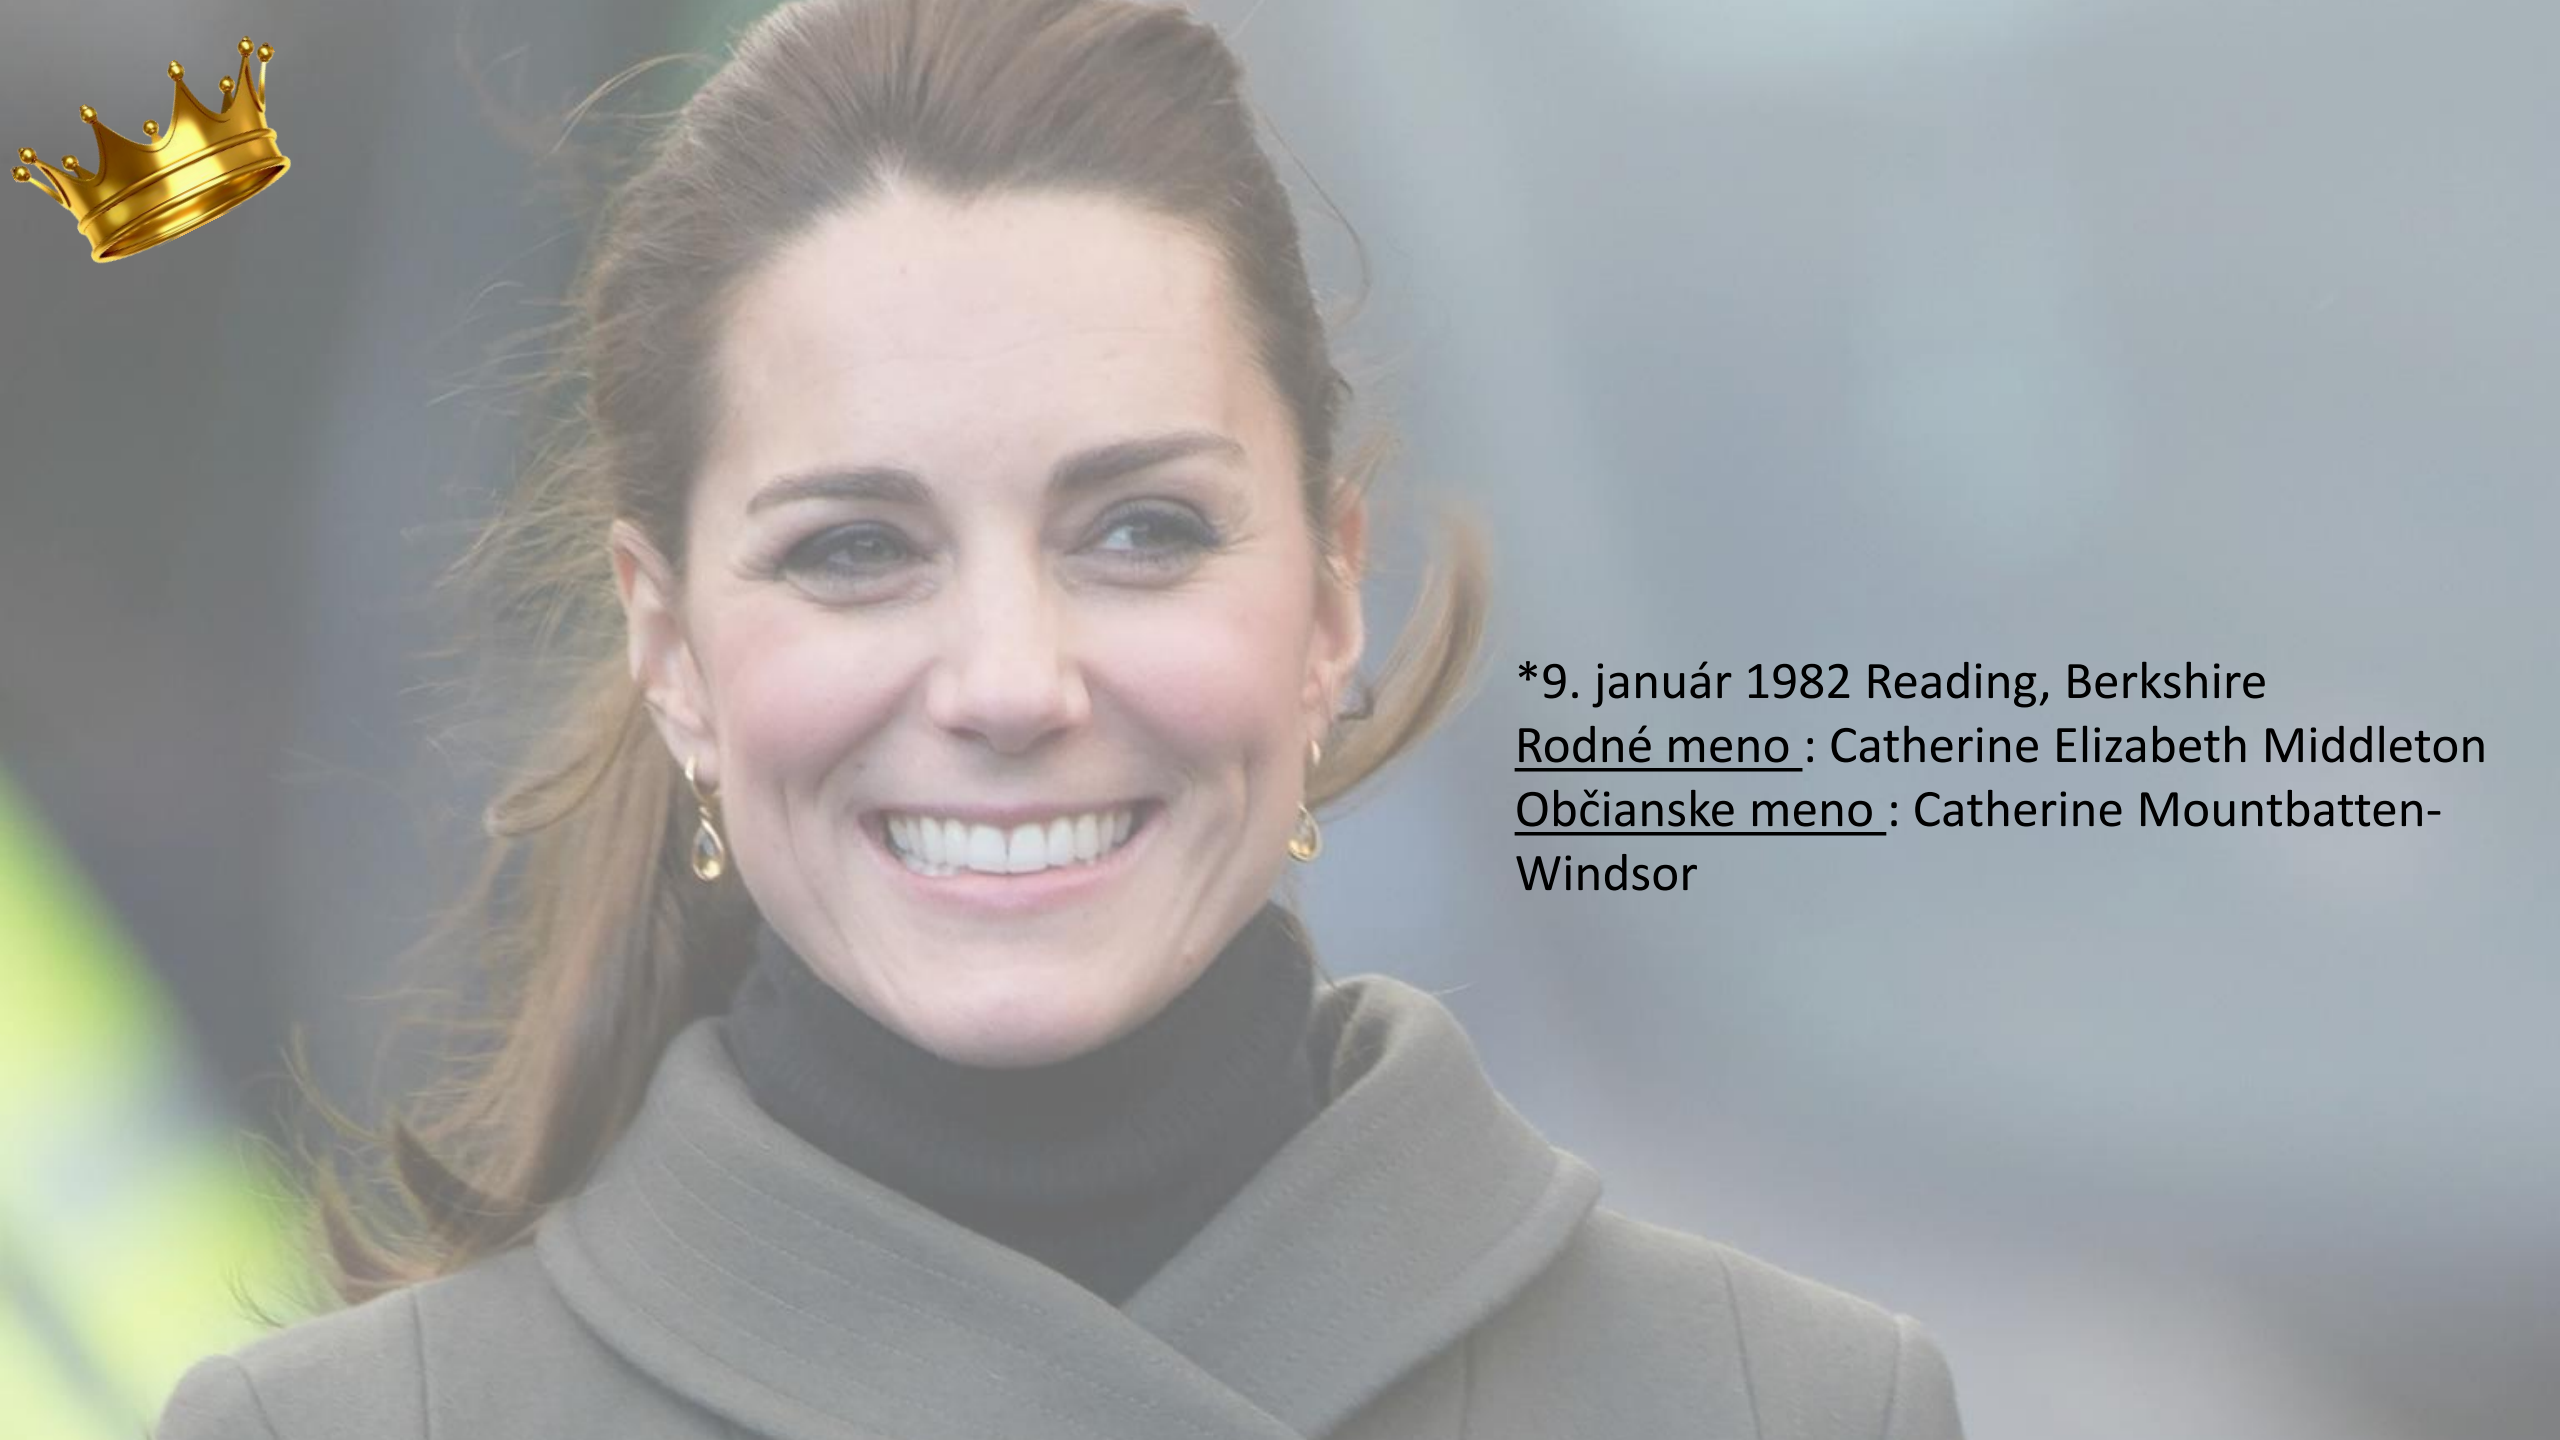 *9. január 1982 Reading, Berkshire
Rodné meno : Catherine Elizabeth Middleton
Občianske meno : Catherine Mountbatten-
Windsor